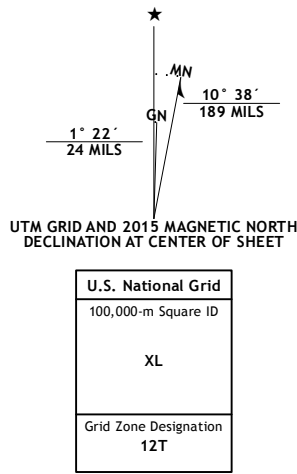 MN
GN
10° 38´
189 MILS
1° 22´
24 MILS
UTM GRID AND 2015 MAGNETIC NORTH
DECLINATION AT CENTER OF SHEET
U.S. National Grid
100,000-m Square ID
XL
Grid Zone Designation
12T